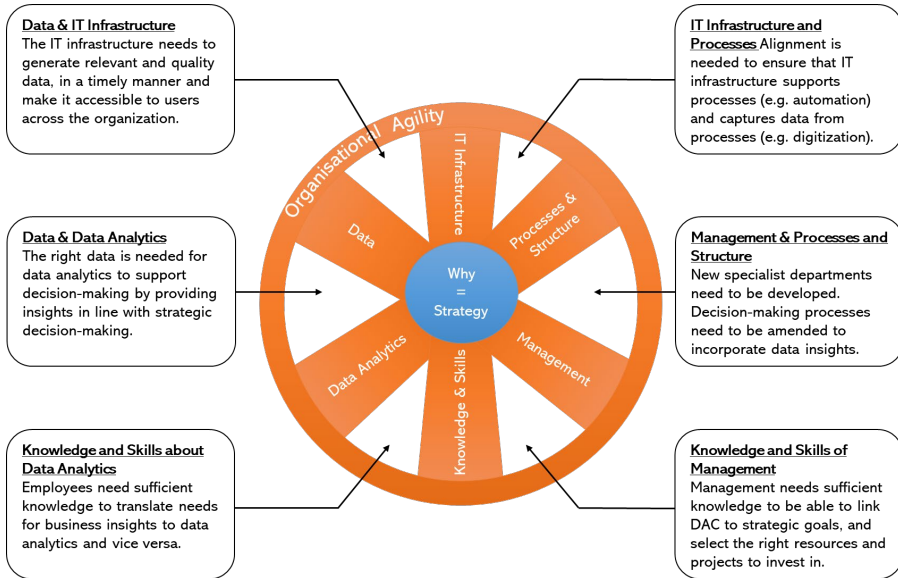 Data & IT Infrastructure
The IT infrastructure needs to
generate relevant and quality
data, in a timely manner and
make it accessible to users
across the organization.
IT Infrastructure and
Processes Alignment is
needed to ensure that IT
infrastructure supports
processes (e.g. automation)
and captures data from
processes (e.g. digitization).
Organisational Agility
IT Infrastructure
Data
Processes &
Structure
Why
=
Strategy
Data Analytics
Knowledge & Skills
Management
Data & Data Analytics
The right data is needed for
data analytics to support
decision-making by providing
insights in line with strategic
decision-making.
Management & Processes and
Structure
New specialist departments
need to be developed.
Decision-making processes
need to be amended to
incorporate data insights.
Knowledge and Skills about
Data Analytics
Employees need sufficient
knowledge to translate needs
for business insights to data
analytics and vice versa.
Knowledge and Skills of
Management
Management needs sufficient
knowledge to be able to link
DAC to strategic goals, and
select the right resources and
projects to invest in.